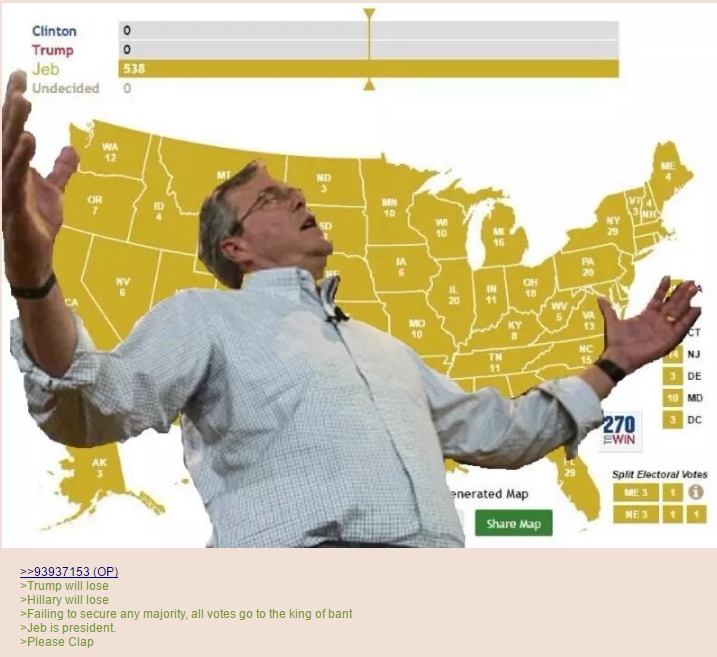 Clinton 0
Trump 0
Jeb 538
Undecided 0
WA 12
OR 7
ID 4
MT
ND 3
SD
NE
MN 10
WI 10
MI 16
ME 4
VT 3
4 NH
NY 29
NV 6
CA
IA 6
IL 20
IN 11
OH 18
PA 20
WV 5
VA 13
KY 8
MO 10
TN 11
NC 15
A
CT
14 NJ
3 DE
10 MD
3 DC
AK 3
FL 29
270 TO WIN
Split Electoral Votes
ME 3 1 i
NE 3 1 1
enerated Map
Share Map
>>93937153 (OP)
>Trump will lose
>Hillary will lose
>Failing to secure any majority, all votes go to the king of bant
>Jeb is president.
>Please Clap